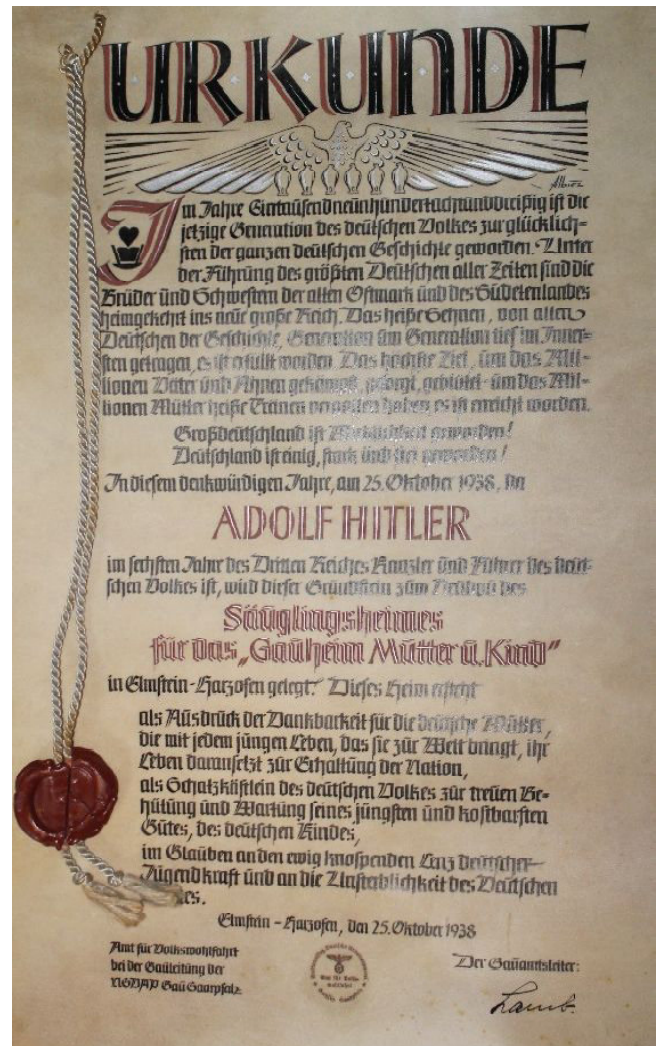 URKUNDE
Albiez
Im Jahre Eintausendneunhundertachtunddreißig ist die
jetzige Generation des deutschen Volkes zur glücklich-
sten der ganzen deutschen Geschichte geworden. Unter
der Führung des größten Deutschen aller Zeiten sind die
Brüder und Schwestern der alten Ostmark und des Sudetenlandes
heimgekehrt ins neue große Reich. Das heiße Sehnen, von allen
Deutschen der Geschichte, Generation um Generation tief im Inner-
sten getragen, es ist erfüllt worden. Das höchste Ziel, um das Mil-
lionen Väter und Ahnen gekämpft, gesorgt, geblutet - um das Mil-
lionen Mütter heiße Tränen vergossen haben es ist erreicht worden.
Großdeutschland ist Wirklichkeit geworden!
Deutschland ist einig, stark und frei geworden!
In diesem denkwürdigen Jahre, am 25. Oktober 1938, da
ADOLF HITLER
im sechsten Jahr des Dritten Reiches Kanzler und Führer des deut-
schen Volkes ist, wird dieser Grundstein zum Neubau des
Säuglingsheimes
für das „Gauheim Mutter u. Kind"
in Elmstein-Harzofen gelegt. Dieses Heim ersteht
als Ausdruck der Dankbarkeit für die deutsche Mutter,
die mit jedem jungen Leben, das sie zur Welt bringt, ihr
Leben daransetzt zur Erhaltung der Nation,
als Schatzkästlein des deutschen Volkes zur treuen Be-
hütung und Wartung seines jüngsten und kostbarsten
Gutes, des deutschen Kindes,
im Glauben an den ewig knospenden Lenz deutscher
Jugendkraft und an die Unsterblichkeit des Deutschen
es.
Elmstein - Harzofen, den 25. Oktober 1938
Amt für Volkswohlfahrt
bei der Gauleitung der
NSDAP Gau Saarpfalz.
Der Gauamtsleiter:
Lamb.